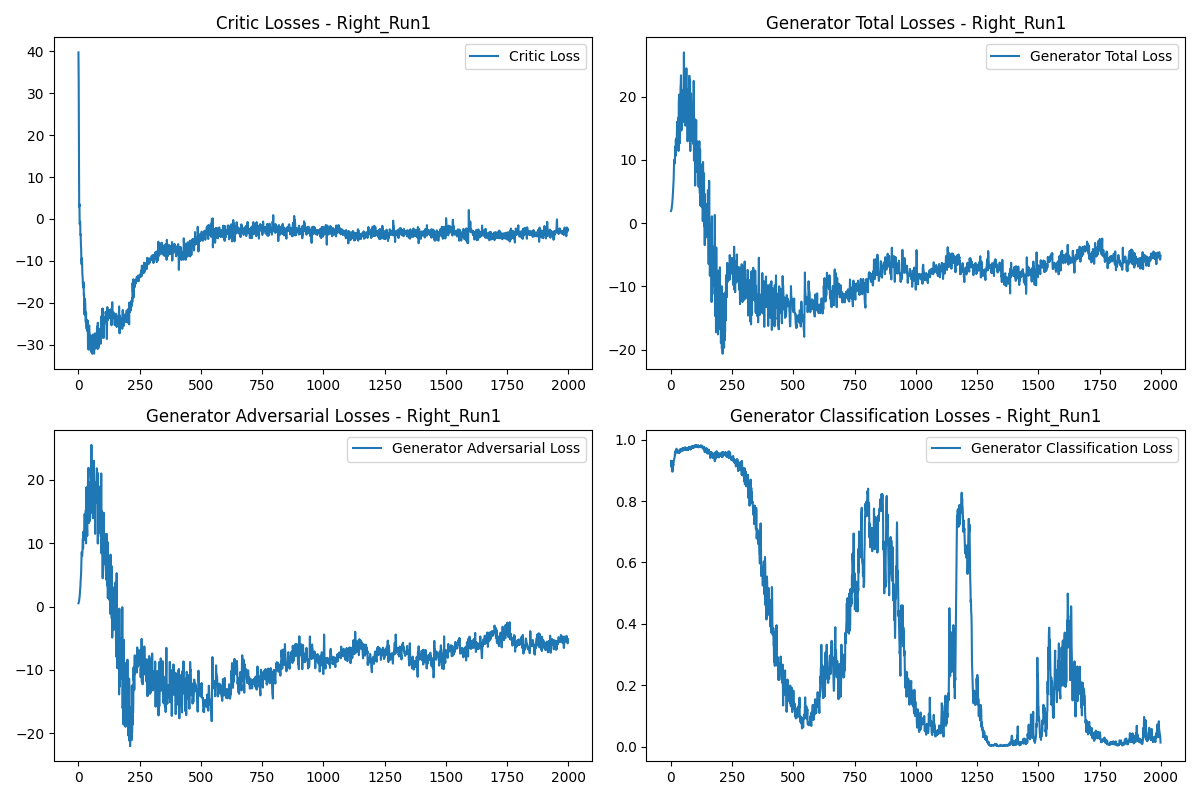 Critic Losses - Right_Run1
Critic Loss
40
30
20
10
0
−10
−20
−30
0 250 500 750 1000 1250 1500 1750 2000
Generator Total Losses - Right_Run1
Generator Total Loss
20
10
0
−10
−20
0 250 500 750 1000 1250 1500 1750 2000
Generator Adversarial Losses - Right_Run1
Generator Adversarial Loss
20
10
0
−10
−20
0 250 500 750 1000 1250 1500 1750 2000
Generator Classification Losses - Right_Run1
Generator Classification Loss
1.0
0.8
0.6
0.4
0.2
0.0
0 250 500 750 1000 1250 1500 1750 2000